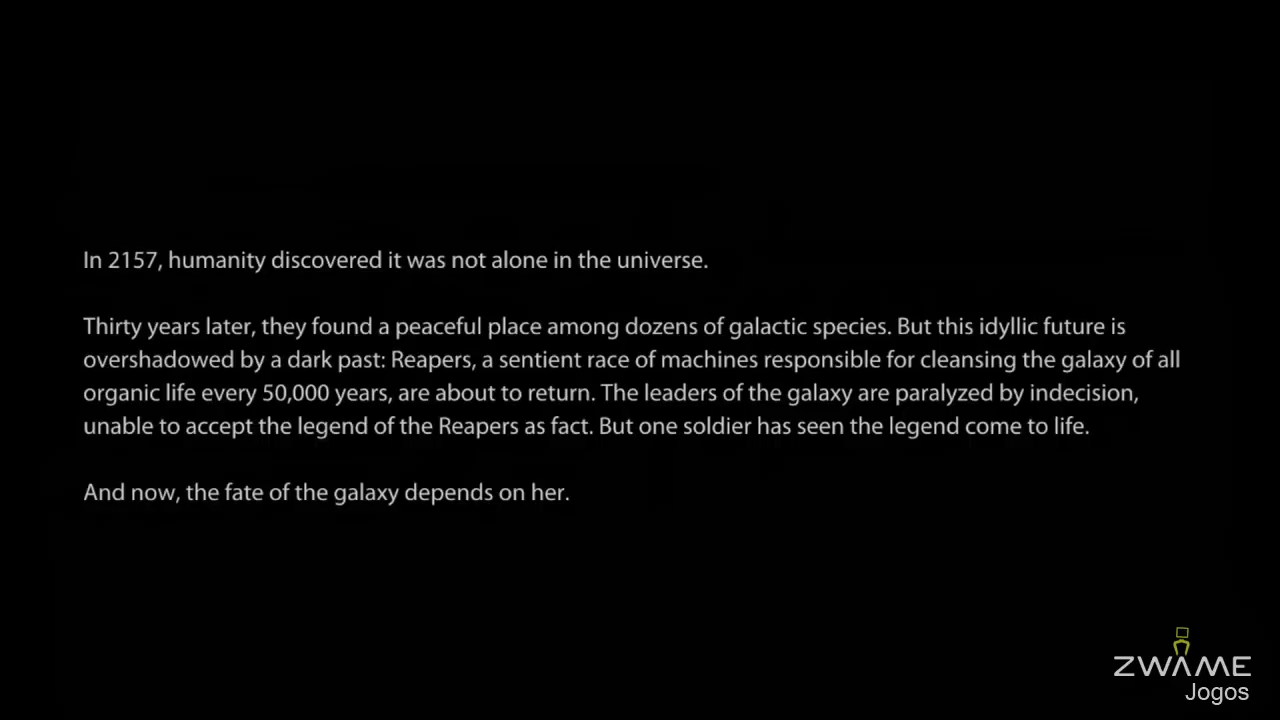 In 2157, humanity discovered it was not alone in the universe.
Thirty years later, they found a peaceful place among dozens of galactic species. But this idyllic future is
overshadowed by a dark past: Reapers, a sentient race of machines responsible for cleansing the galaxy of all
organic life every 50,000 years, are about to return. The leaders of the galaxy are paralyzed by indecision,
unable to accept the legend of the Reapers as fact. But one soldier has seen the legend come to life.
And now, the fate of the galaxy depends on her.
ZWAME
Jogos